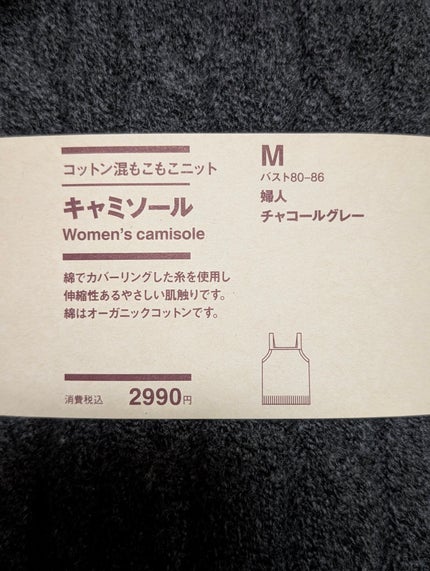 コットン混もこもこニット
キャミソール
Women's camisole
綿でカバーリングした糸を使用し
伸縮性あるやさしい肌触りです。
綿はオーガニックコットンです。
消費税込 2990円
M
バスト80-86
婦人
チャコールグレー